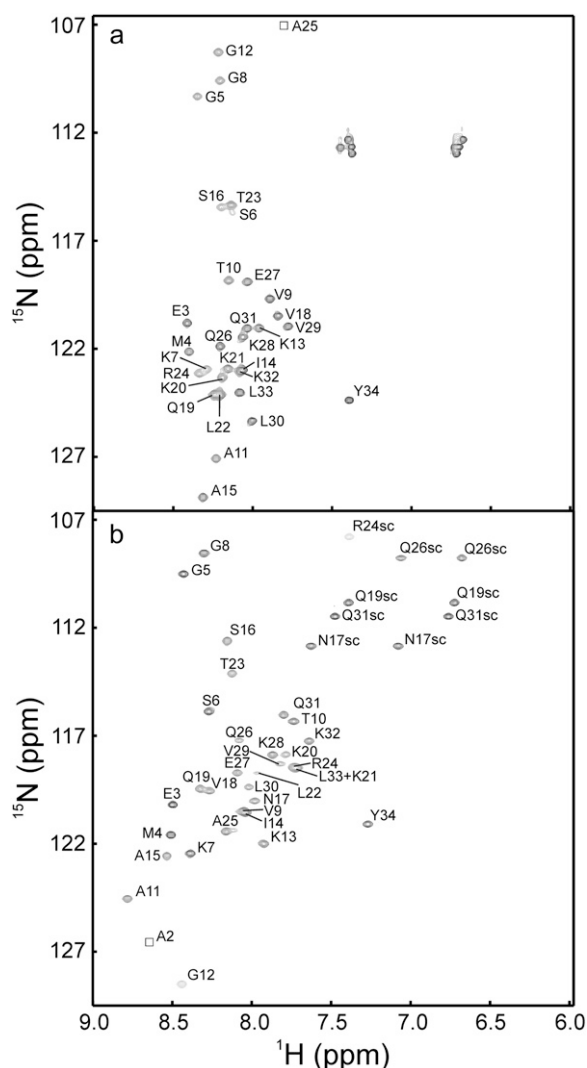 107
a
A25
G12
G8
G5
112
S16
T23
S6
117
T10
E27
V9
E3
Q31
V18
V29
M4
Q26
K28
K13
K7
K21
I14
R24
K32
K20
122
L33
Y34
Q19
L22
L30
A11
127
A15
¹⁵N (ppm)
107
b
R24sc
G8
Q26sc
Q26sc
G5
Q19sc
Q19sc
Q31sc
Q31sc
112
S16
N17sc
N17sc
T23
S6
Q31
T10
117
Q26
K28
K20
K32
V29
R24
E27
L33+K21
Q19
V18
L30
L22
E3
N17
A25
V9
Y34
M4
I14
122
A15
K7
K13
A11
A2
127
G12
¹⁵N (ppm)
9.0 8.5 8.0 7.5 7.0 6.5 6.0
¹H (ppm)